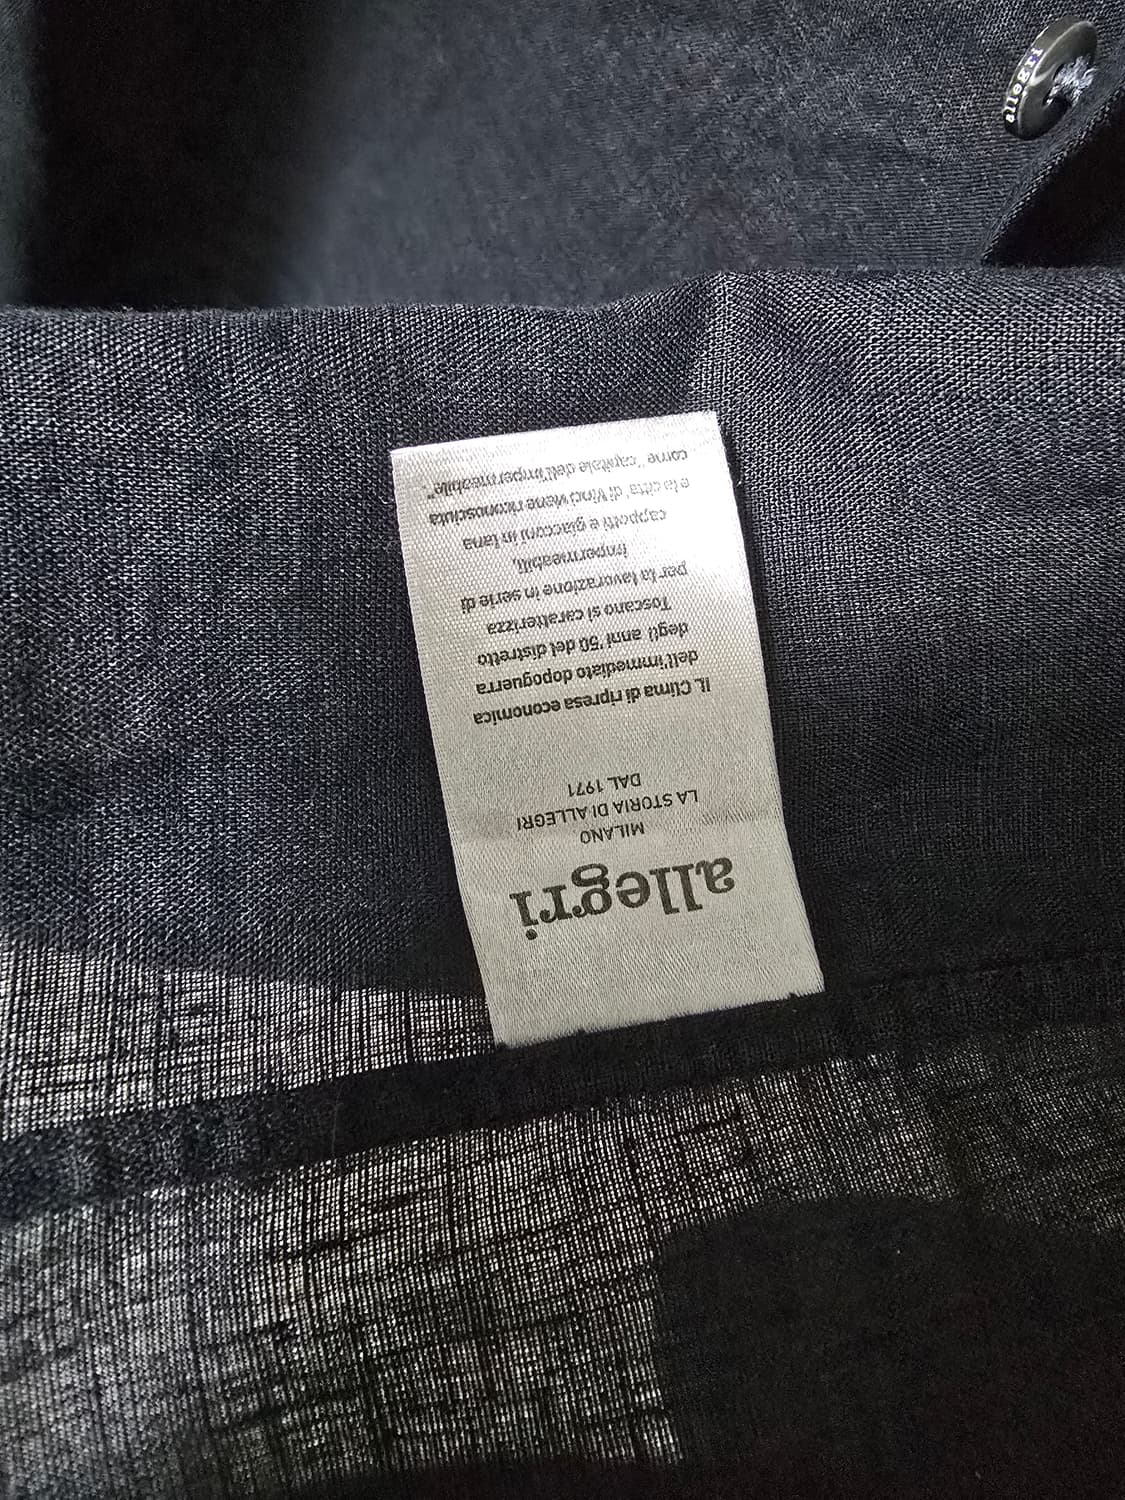 allegri
MILANO
LA STORIA DI ALLEGRI
DAL 1971
IL Clima di ripresa economica
dell'immediato dopoguerra
degli anni '50 del distretto
Toscano si caratterizza
per la lavorazione in serie di
impermeabili,
cappotti e giacconi in lana
e la citta' di Vinci viene riconosciuta
come "capitale dell'impermeabile"
allegri